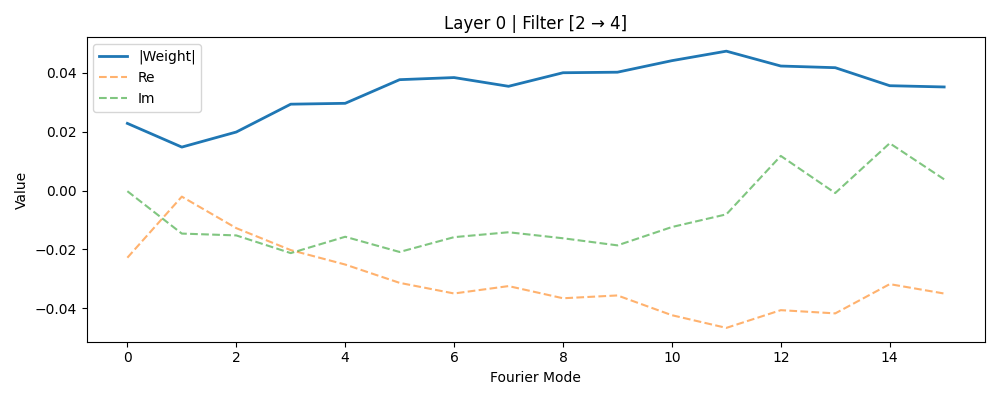 Layer 0 | Filter [2 → 4]
|Weight|
Re
Im
0.04
0.02
0.00
−0.02
−0.04
Value
0 2 4 6 8 10 12 14
Fourier Mode